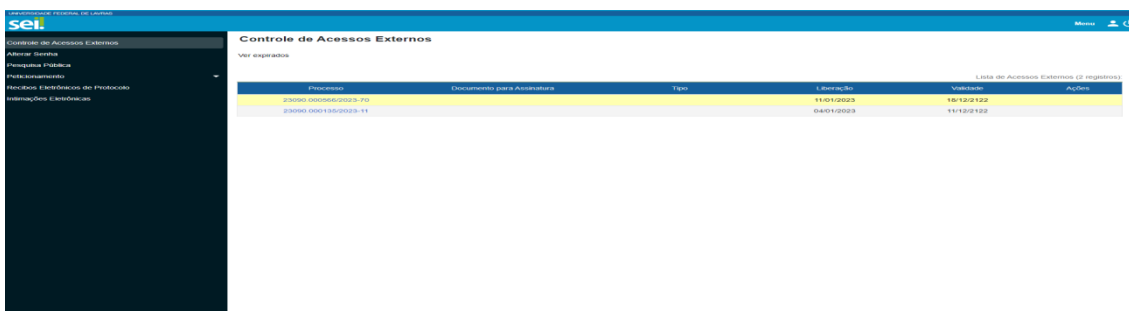 UNIVERSIDADE FEDERAL DE LAVRAS
sei!
Menu
Controle de Acessos Externos
Alterar Senha
Pesquisa Pública
Peticionamento
Recibos Eletrônicos de Protocolo
Intimações Eletrônicas
Controle de Acessos Externos
Ver expirados
Lista de Acessos Externos (2 registros):
Processo Documento para Assinatura Tipo Liberação Validade Ações
23090.000566/2023-70 11/01/2023 18/12/2122
23090.000135/2023-11 04/01/2023 11/12/2122